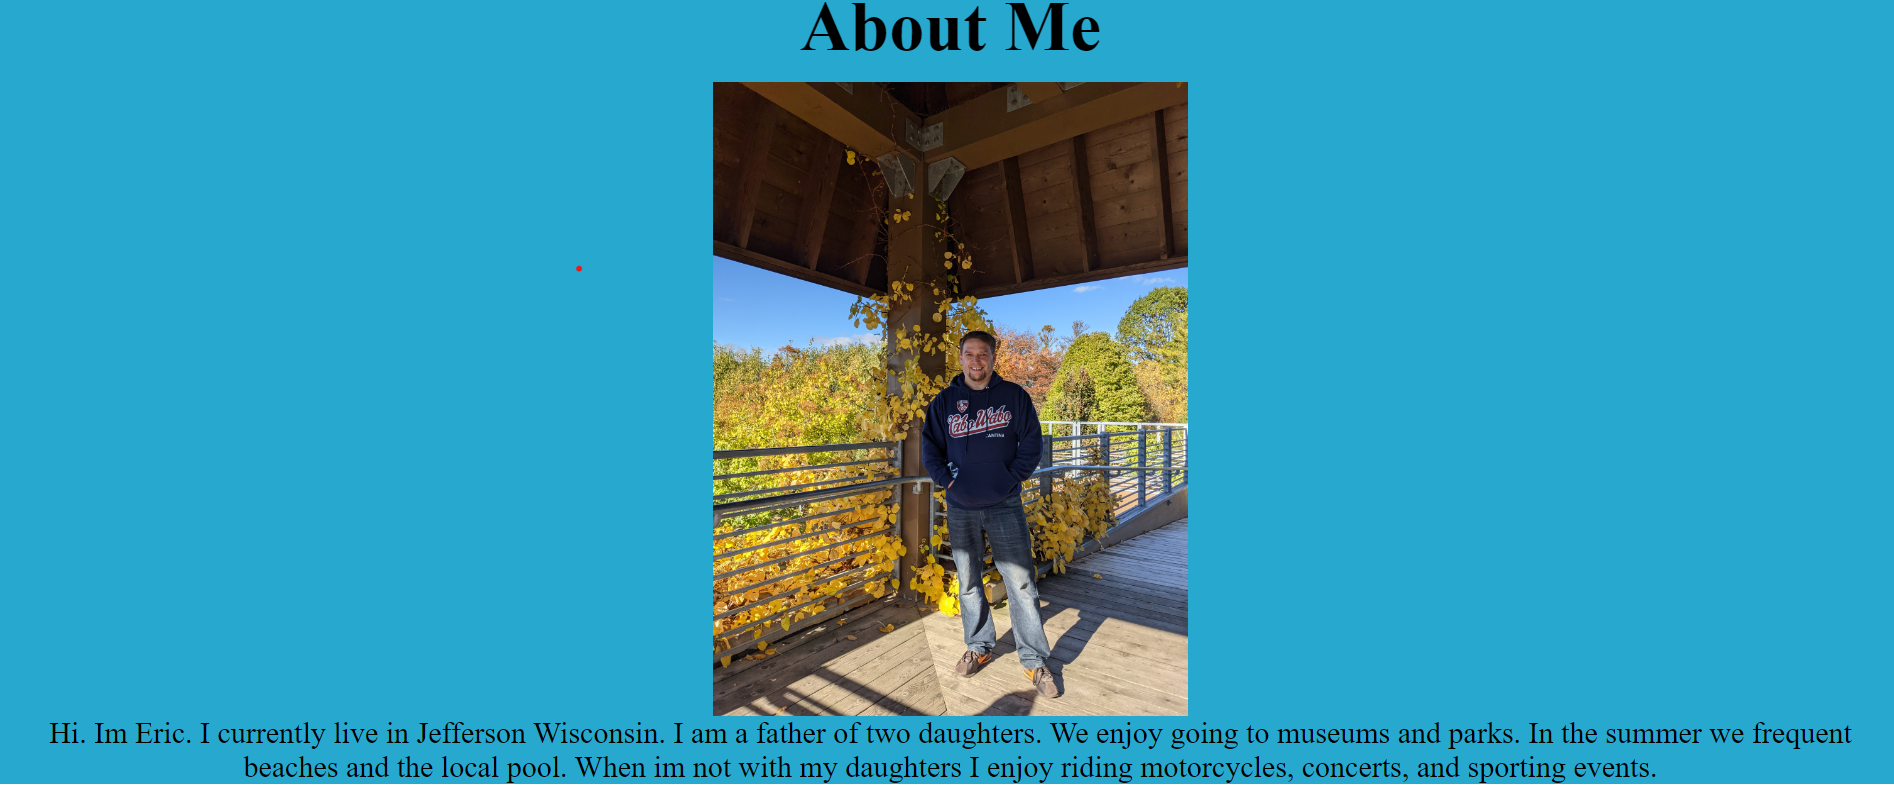 About Me
Cabo Wabo
CANTINA
Hi. Im Eric. I currently live in Jefferson Wisconsin. I am a father of two daughters. We enjoy going to museums and parks. In the summer we frequent
beaches and the local pool. When im not with my daughters I enjoy riding motorcycles, concerts, and sporting events.